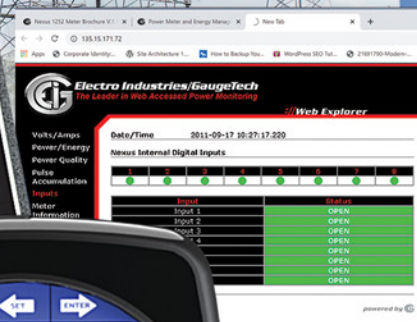 Nexus 1252 Meter Brochure V.1
Power Meter and Energy Manag
New Tab
135.15.171.72
Apps
Corporate Identity:
Site Architecture 1...
How to Backup You...
WordPress SEO Tut...
21691790-Modern...
Electro Industries/GaugeTech
The Leader in Web Accessed Power Monitoring
://Web Explorer
Volts/Amps
Power/Energy
Power Quality
Pulse
Accumulation
Inputs
Meter
Information
Date/Time 2011-09-17 10:27:17.220
Nexus Internal Digital Inputs
1 2 3 4 5 6 7 8
Input Status
Input 1 OPEN
Input 2 OPEN
Input 3 OPEN
4 OPEN
OPEN
OPEN
OPEN
OPEN
powered by
SET
ENTER